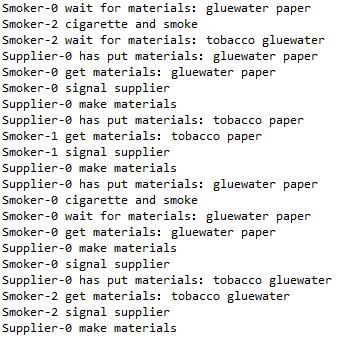 Smoker-0 wait for materials: gluewater paper
Smoker-2 cigarette and smoke
Smoker-2 wait for materials: tobacco gluewater
Supplier-0 has put materials: gluewater paper
Smoker-0 get materials: gluewater paper
Smoker-0 signal supplier
Supplier-0 make materials
Supplier-0 has put materials: tobacco paper
Smoker-1 get materials: tobacco paper
Smoker-1 signal supplier
Supplier-0 make materials
Supplier-0 has put materials: gluewater paper
Smoker-0 cigarette and smoke
Smoker-0 wait for materials: gluewater paper
Smoker-0 get materials: gluewater paper
Supplier-0 make materials
Smoker-0 signal supplier
Supplier-0 has put materials: tobacco gluewater
Smoker-2 get materials: tobacco gluewater
Smoker-2 signal supplier
Supplier-0 make materials